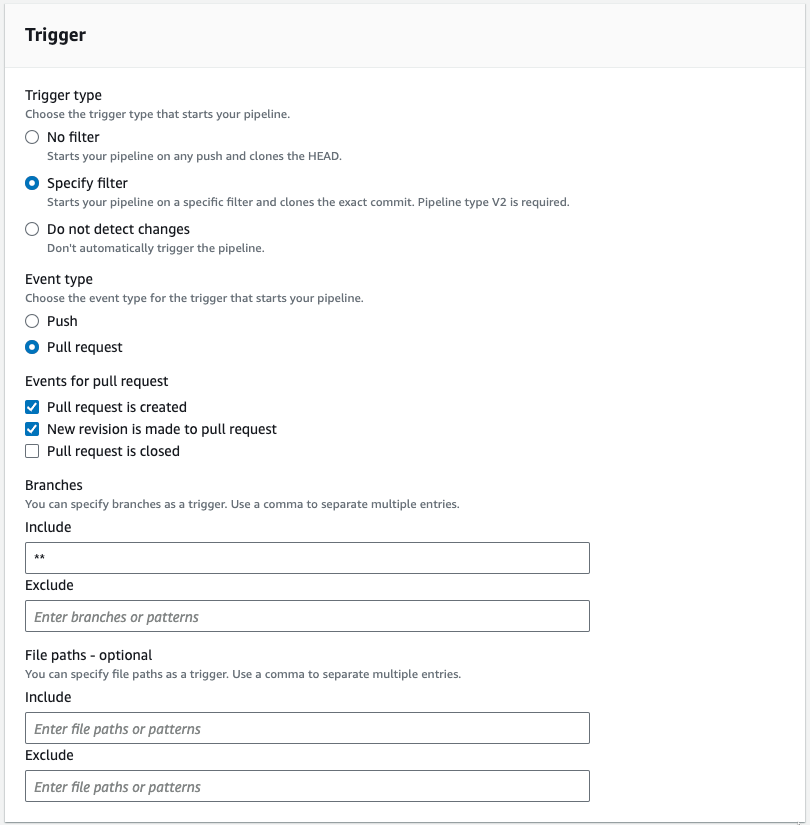 Trigger
Trigger type
Choose the trigger type that starts your pipeline.
No filter
Starts your pipeline on any push and clones the HEAD.
Specify filter
Starts your pipeline on a specific filter and clones the exact commit. Pipeline type V2 is required.
Do not detect changes
Don't automatically trigger the pipeline.
Event type
Choose the event type for the trigger that starts your pipeline.
Push
Pull request
Events for pull request
Pull request is created
New revision is made to pull request
Pull request is closed
Branches
You can specify branches as a trigger. Use a comma to separate multiple entries.
Include
**
Exclude
Enter branches or patterns
File paths - optional
You can specify file paths as a trigger. Use a comma to separate multiple entries.
Include
Enter file paths or patterns
Exclude
Enter file paths or patterns